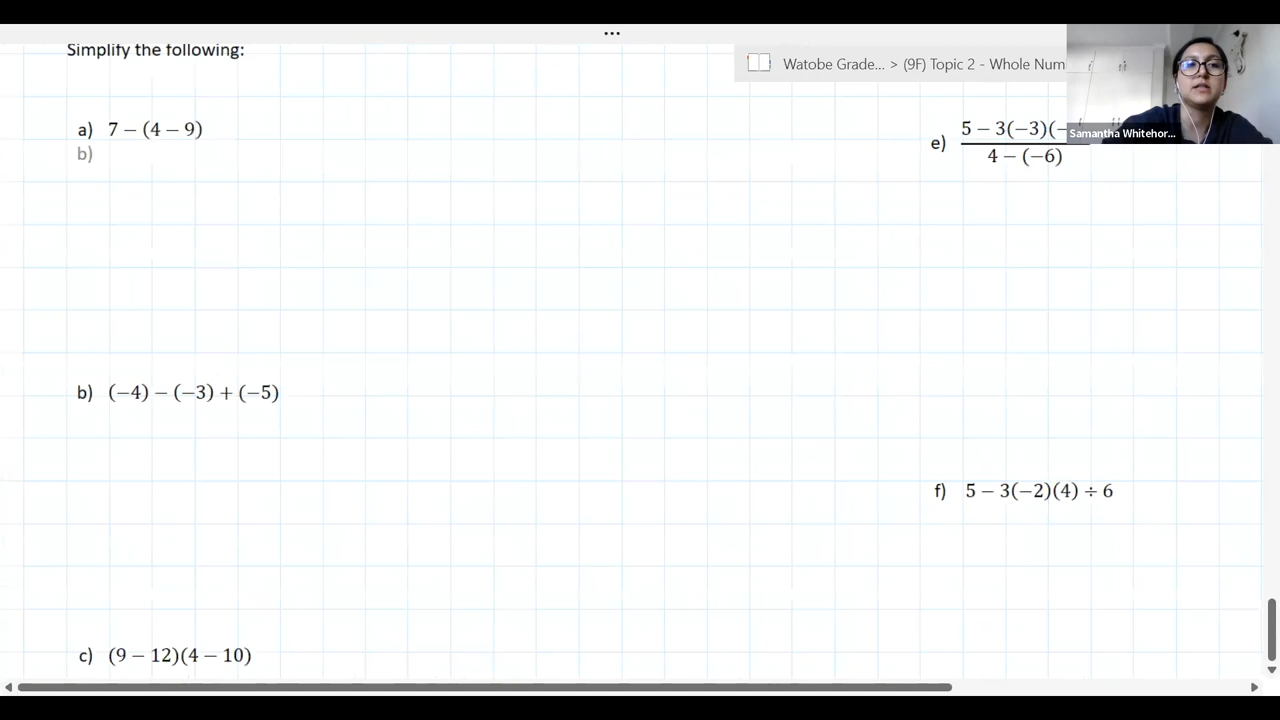 Simplify the following:
Watobe Grade... > (9F) Topic 2 - Whole Num
Samantha Whitehor...
a) 7 − (4 − 9)
b)
e) 5 − 3(−3)(−
4 − (−6)
b) (−4) − (−3) + (−5)
f) 5 − 3(−2)(4) ÷ 6
c) (9 − 12)(4 − 10)